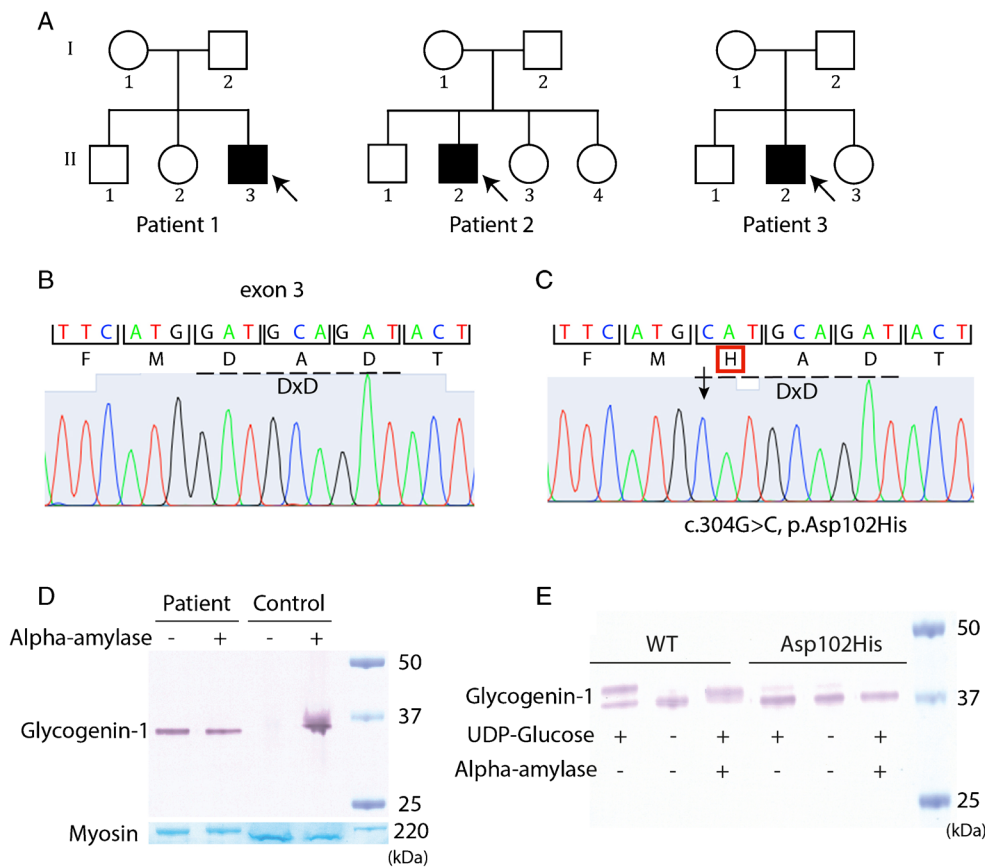 A
I
1 2 1 2 1 2
II
1 2 3 1 2 3 4 1 2 3
Patient 1 Patient 2 Patient 3
B
exon 3
T T C A T G G A T G C A G A T A C T
F M D A D T
DxD
C
T T C A T G C A T G C A G A T A C T
F M H A D T
DxD
c.304G>C, p.Asp102His
D
Patient Control
Alpha-amylase - + - +
50
Glycogenin-1 37
25
Myosin 220
(kDa)
E
50
WT Asp102His
Glycogenin-1 37
UDP-Glucose + - + + - +
Alpha-amylase - - + - - +
25
(kDa)